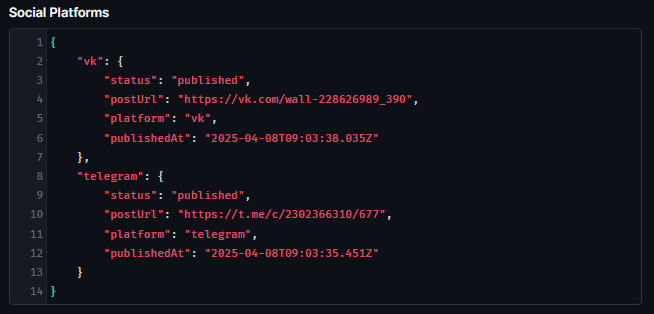 Social Platforms
1 {
2 "vk": {
3 "status": "published",
4 "postUrl": "https://vk.com/wall-228626989_390",
5 "platform": "vk",
6 "publishedAt": "2025-04-08T09:03:38.035Z"
7 },
8 "telegram": {
9 "status": "published",
10 "postUrl": "https://t.me/c/2302366310/677",
11 "platform": "telegram",
12 "publishedAt": "2025-04-08T09:03:35.451Z"
13 }
14 }